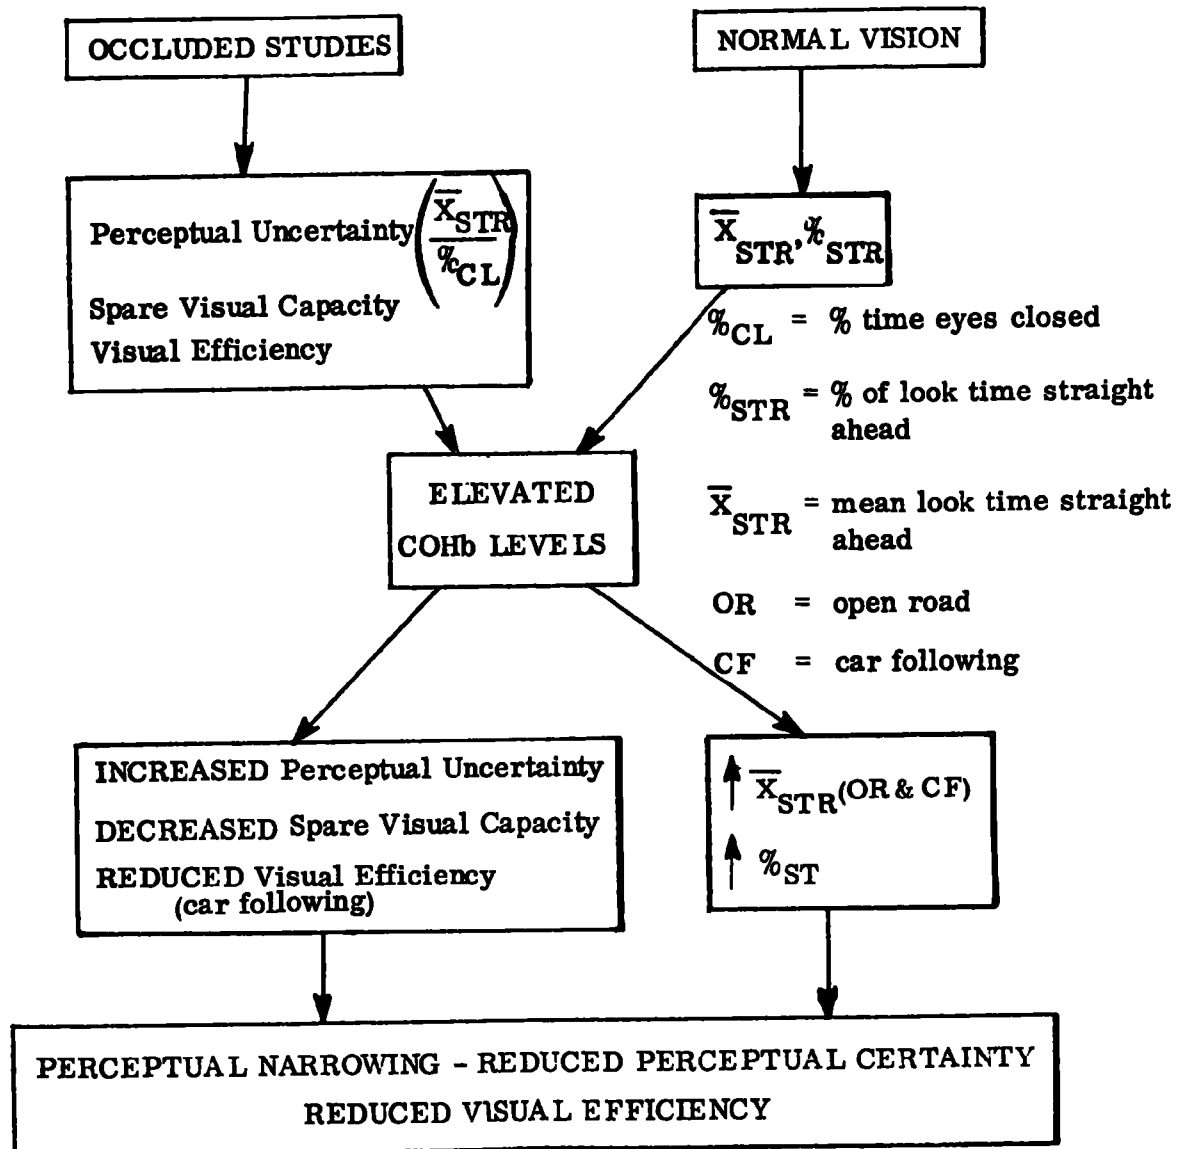 OCCLUDED STUDIES
NORMAL VISION
Perceptual Uncertainty (X̅STR / %CL)
Spare Visual Capacity
Visual Efficiency
X̅STR, %STR
%CL = % time eyes closed
%STR = % of look time straight
ahead
X̅STR = mean look time straight
ahead
OR = open road
CF = car following
ELEVATED
COHb LEVELS
INCREASED Perceptual Uncertainty
DECREASED Spare Visual Capacity
REDUCED Visual Efficiency
(car following)
↑ X̅STR (OR & CF)
↑ %ST
PERCEPTUAL NARROWING - REDUCED PERCEPTUAL CERTAINTY
REDUCED VISUAL EFFICIENCY